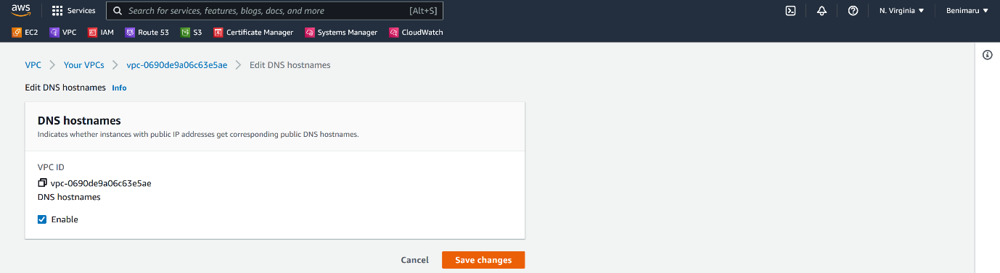 aws Services Search for services, features, blogs, docs, and more [Alt+S] N. Virginia ▼ Benimaru ▼
EC2 VPC IAM Route 53 S3 Certificate Manager Systems Manager CloudWatch
VPC > Your VPCs > vpc-0690de9a06c63e5ae > Edit DNS hostnames
Edit DNS hostnames Info
DNS hostnames
Indicates whether instances with public IP addresses get corresponding public DNS hostnames.
VPC ID
vpc-0690de9a06c63e5ae
DNS hostnames
Enable
Cancel Save changes